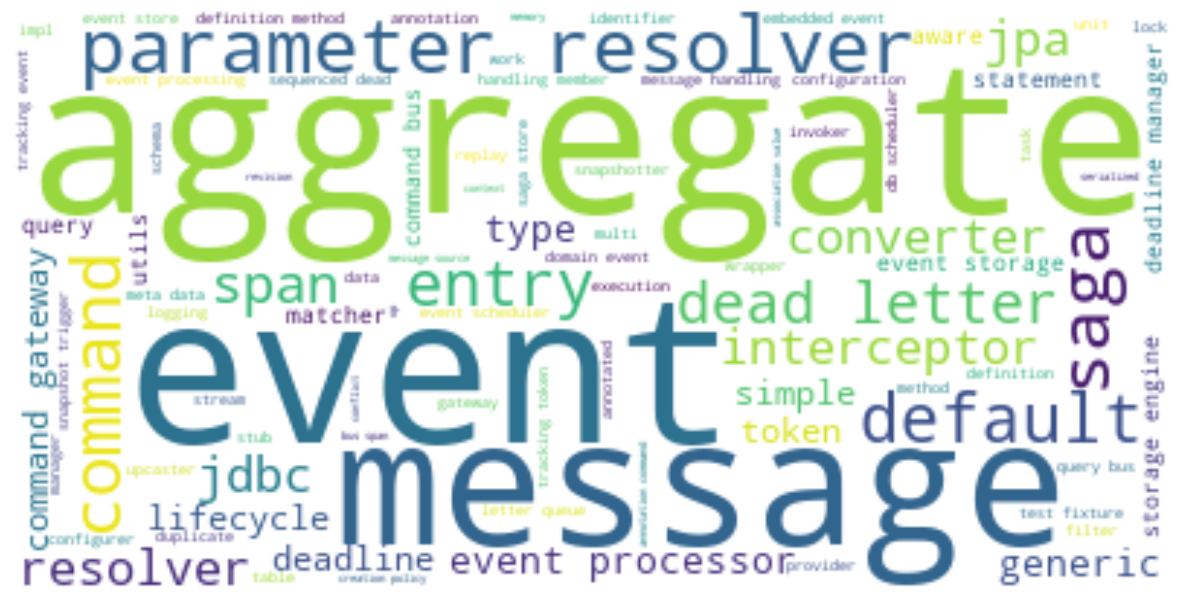 impl
event store
definition method
annotation
memory
identifier
embedded event
unit
lock
parameter resolver
aware
jpa
work
tracking event
event processing
sequenced dead
handling member
message handling configuration
statement
deadline manager
aggregate
schema
command bus
replay
revision
context
saga store
snapshotter
association value
invoker
db scheduler
task
serialized
query
utils
type
multi
converter
saga
message source
domain event
wrapper
event storage
command gateway
command
meta data
span
data
entry
execution
dead letter
snapshot trigger
logging
matcher
event scheduler
event
interceptor
definition
storage engine
stream
conflict
gateway
annotated
simple
method
default
stub
bus span
tracking token
token
manager
upcaster
jdbc
message
annotation command
query bus
lifecycle
letter queue
test fixture
configurer
duplicate
filter
resolver
table
deadline
creation policy
event processor
provider
generic